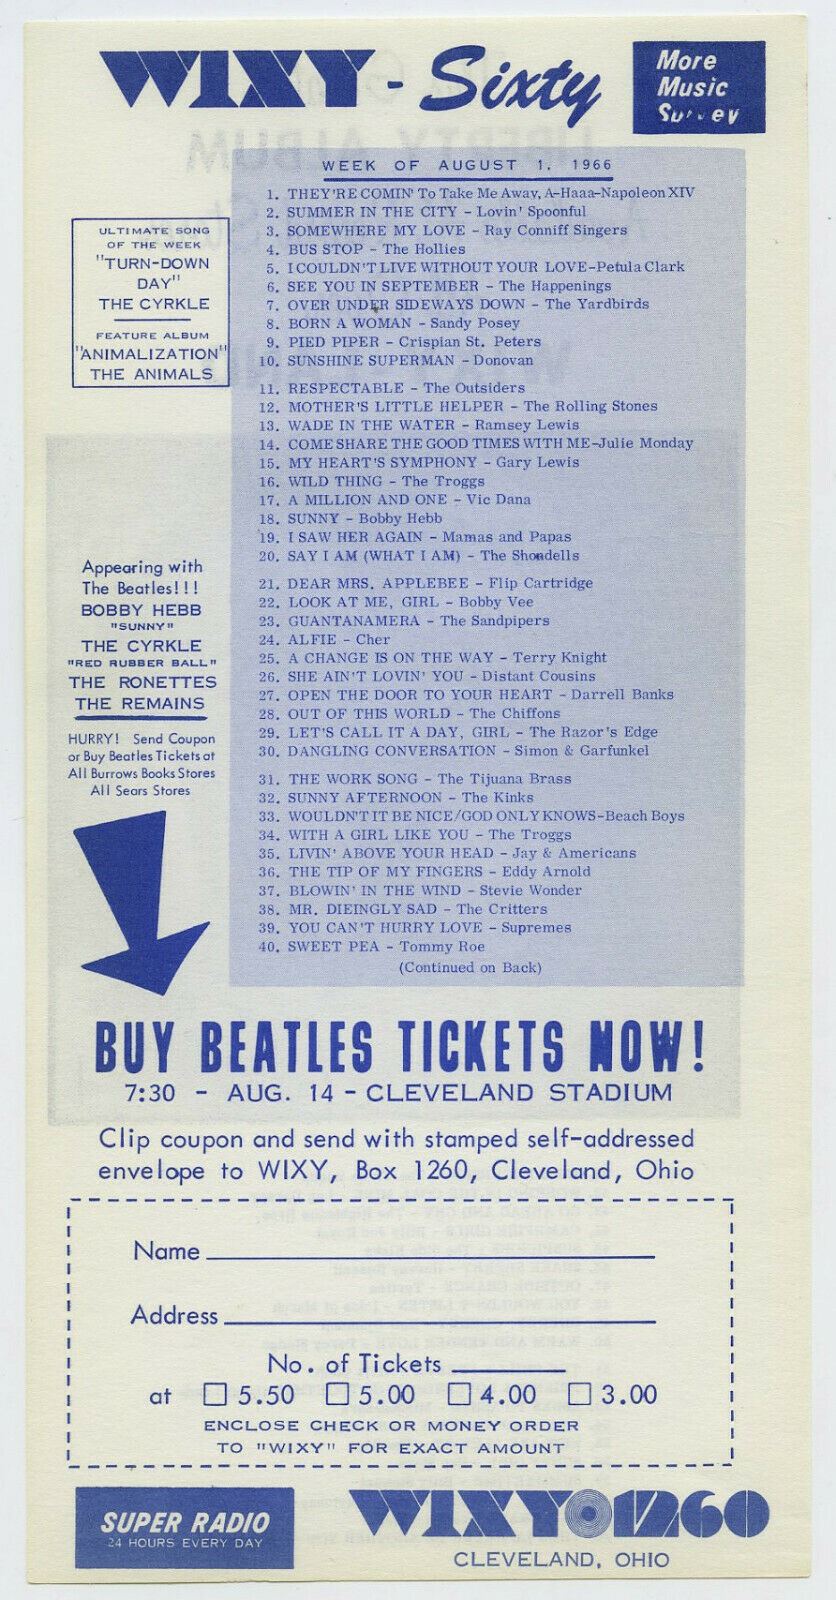 WIXY - Sixty
More
Music
Survey
WEEK OF AUGUST 1, 1966
1. THEY'RE COMIN' To Take Me Away, A-Haaa-Napoleon XIV
2. SUMMER IN THE CITY - Lovin' Spoonful
3. SOMEWHERE MY LOVE - Ray Conniff Singers
4. BUS STOP - The Hollies
5. I COULDN'T LIVE WITHOUT YOUR LOVE-Petula Clark
6. SEE YOU IN SEPTEMBER - The Happenings
7. OVER UNDER SIDEWAYS DOWN - The Yardbirds
8. BORN A WOMAN - Sandy Posey
9. PIED PIPER - Crispian St. Peters
10. SUNSHINE SUPERMAN - Donovan
11. RESPECTABLE - The Outsiders
12. MOTHER'S LITTLE HELPER - The Rolling Stones
13. WADE IN THE WATER - Ramsey Lewis
14. COME SHARE THE GOOD TIMES WITH ME-Julie Monday
15. MY HEART'S SYMPHONY - Gary Lewis
16. WILD THING - The Troggs
17. A MILLION AND ONE - Vic Dana
18. SUNNY - Bobby Hebb
19. I SAW HER AGAIN - Mamas and Papas
20. SAY I AM (WHAT I AM) - The Shondells
21. DEAR MRS. APPLEBEE - Flip Cartridge
22. LOOK AT ME, GIRL - Bobby Vee
23. GUANTANAMERA - The Sandpipers
24. ALFIE - Cher
25. A CHANGE IS ON THE WAY - Terry Knight
26. SHE AIN'T LOVIN' YOU - Distant Cousins
27. OPEN THE DOOR TO YOUR HEART - Darrell Banks
28. OUT OF THIS WORLD - The Chiffons
29. LET'S CALL IT A DAY, GIRL - The Razor's Edge
30. DANGLING CONVERSATION - Simon & Garfunkel
31. THE WORK SONG - The Tijuana Brass
32. SUNNY AFTERNOON - The Kinks
33. WOULDN'T IT BE NICE/GOD ONLY KNOWS-Beach Boys
34. WITH A GIRL LIKE YOU - The Troggs
35. LIVIN' ABOVE YOUR HEAD - Jay & Americans
36. THE TIP OF MY FINGERS - Eddy Arnold
37. BLOWIN' IN THE WIND - Stevie Wonder
38. MR. DIEINGLY SAD - The Critters
39. YOU CAN'T HURRY LOVE - Supremes
40. SWEET PEA - Tommy Roe
(Continued on Back)
ULTIMATE SONG
OF THE WEEK
"TURN-DOWN
DAY"
THE CYRKLE
FEATURE ALBUM
"ANIMALIZATION"
THE ANIMALS
Appearing with
The Beatles!!!
BOBBY HEBB
"SUNNY"
THE CYRKLE
"RED RUBBER BALL"
THE RONETTES
THE REMAINS
HURRY! Send Coupon
or Buy Beatles Tickets at
All Burrows Books Stores
All Sears Stores
BUY BEATLES TICKETS NOW!
7:30 - AUG. 14 - CLEVELAND STADIUM
Clip coupon and send with stamped self-addressed
envelope to WIXY, Box 1260, Cleveland, Ohio
Name
Address
No. of Tickets
at 5.50 5.00 4.00 3.00
ENCLOSE CHECK OR MONEY ORDER
TO "WIXY" FOR EXACT AMOUNT
SUPER RADIO
24 HOURS EVERY DAY
WIXY 1260
CLEVELAND, OHIO